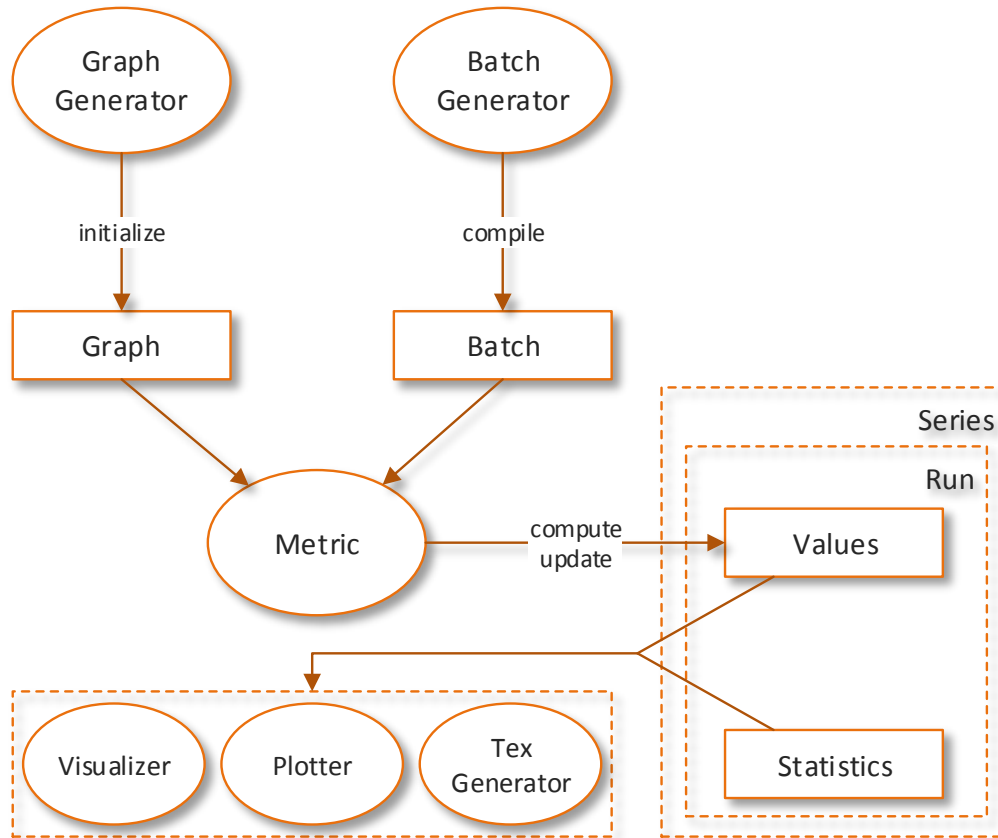 Graph
Generator
Batch
Generator
initialize
compile
Graph
Batch
Series
Run
Metric
compute
update
Values
Visualizer
Plotter
Tex
Generator
Statistics